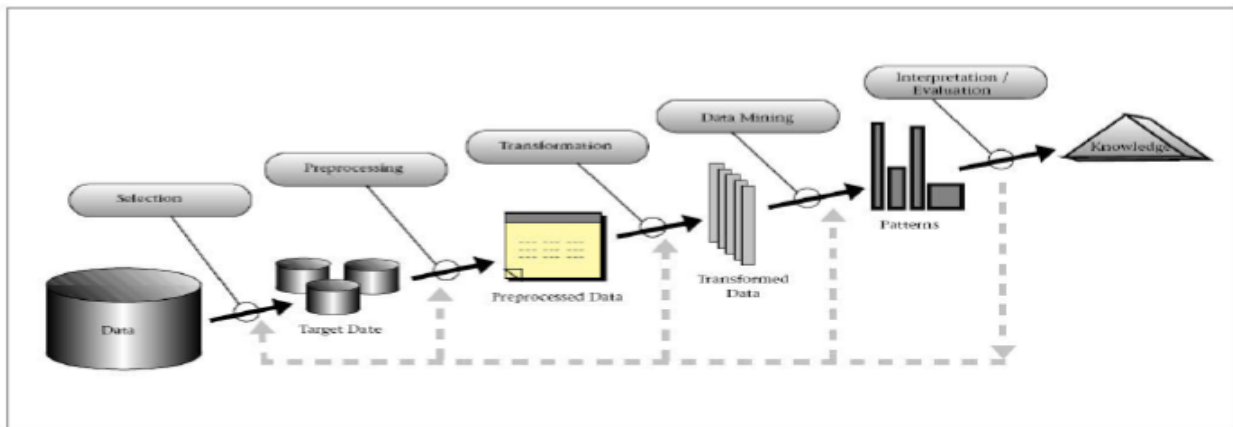 Interpretation /
Evaluation
Data Mining
Transformation
Preprocessing
Selection
Knowledge
Patterns
Transformed
Data
Preprocessed Data
Target Date
Data